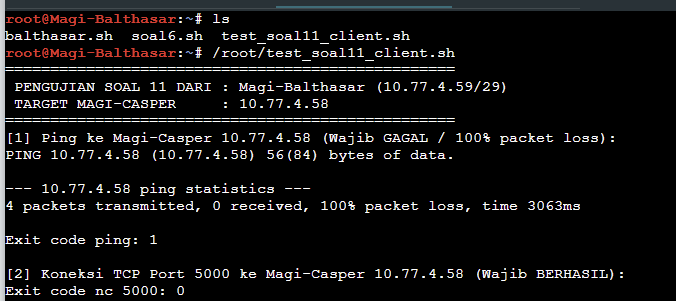 root@Magi-Balthasar:~# ls
balthasar.sh  soal6.sh  test_soal11_client.sh
root@Magi-Balthasar:~# /root/test_soal11_client.sh
==================================================
 PENGUJIAN SOAL 11 DARI : Magi-Balthasar (10.77.4.59/29)
 TARGET MAGI-CASPER     : 10.77.4.58
==================================================
[1] Ping ke Magi-Casper 10.77.4.58 (Wajib GAGAL / 100% packet loss):
PING 10.77.4.58 (10.77.4.58) 56(84) bytes of data.

--- 10.77.4.58 ping statistics ---
4 packets transmitted, 0 received, 100% packet loss, time 3063ms

Exit code ping: 1

[2] Koneksi TCP Port 5000 ke Magi-Casper 10.77.4.58 (Wajib BERHASIL):
Exit code nc 5000: 0